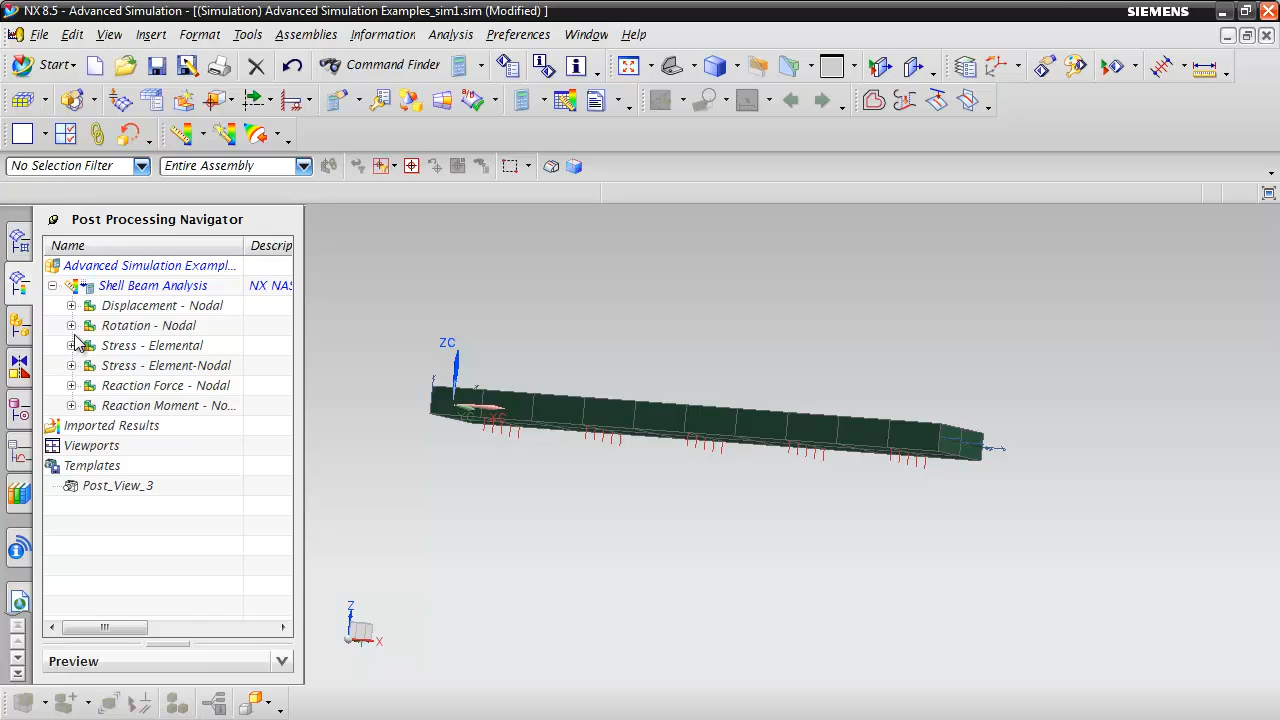 NX 8.5 - Advanced Simulation - [(Simulation) Advanced Simulation Examples_sim1.sim (Modified) ]
SIEMENS
File Edit View Insert Format Tools Assemblies Information Analysis Preferences Window Help
Start
Command Finder
No Selection Filter
Entire Assembly
Post Processing Navigator
Name
Descrip
Advanced Simulation Exampl...
Shell Beam Analysis
NX NAS
Displacement - Nodal
Rotation - Nodal
Stress - Elemental
Stress - Element-Nodal
Reaction Force - Nodal
Reaction Moment - No...
Imported Results
Viewports
Templates
Post_View_3
Preview
ZC
YC
XC
Z
X